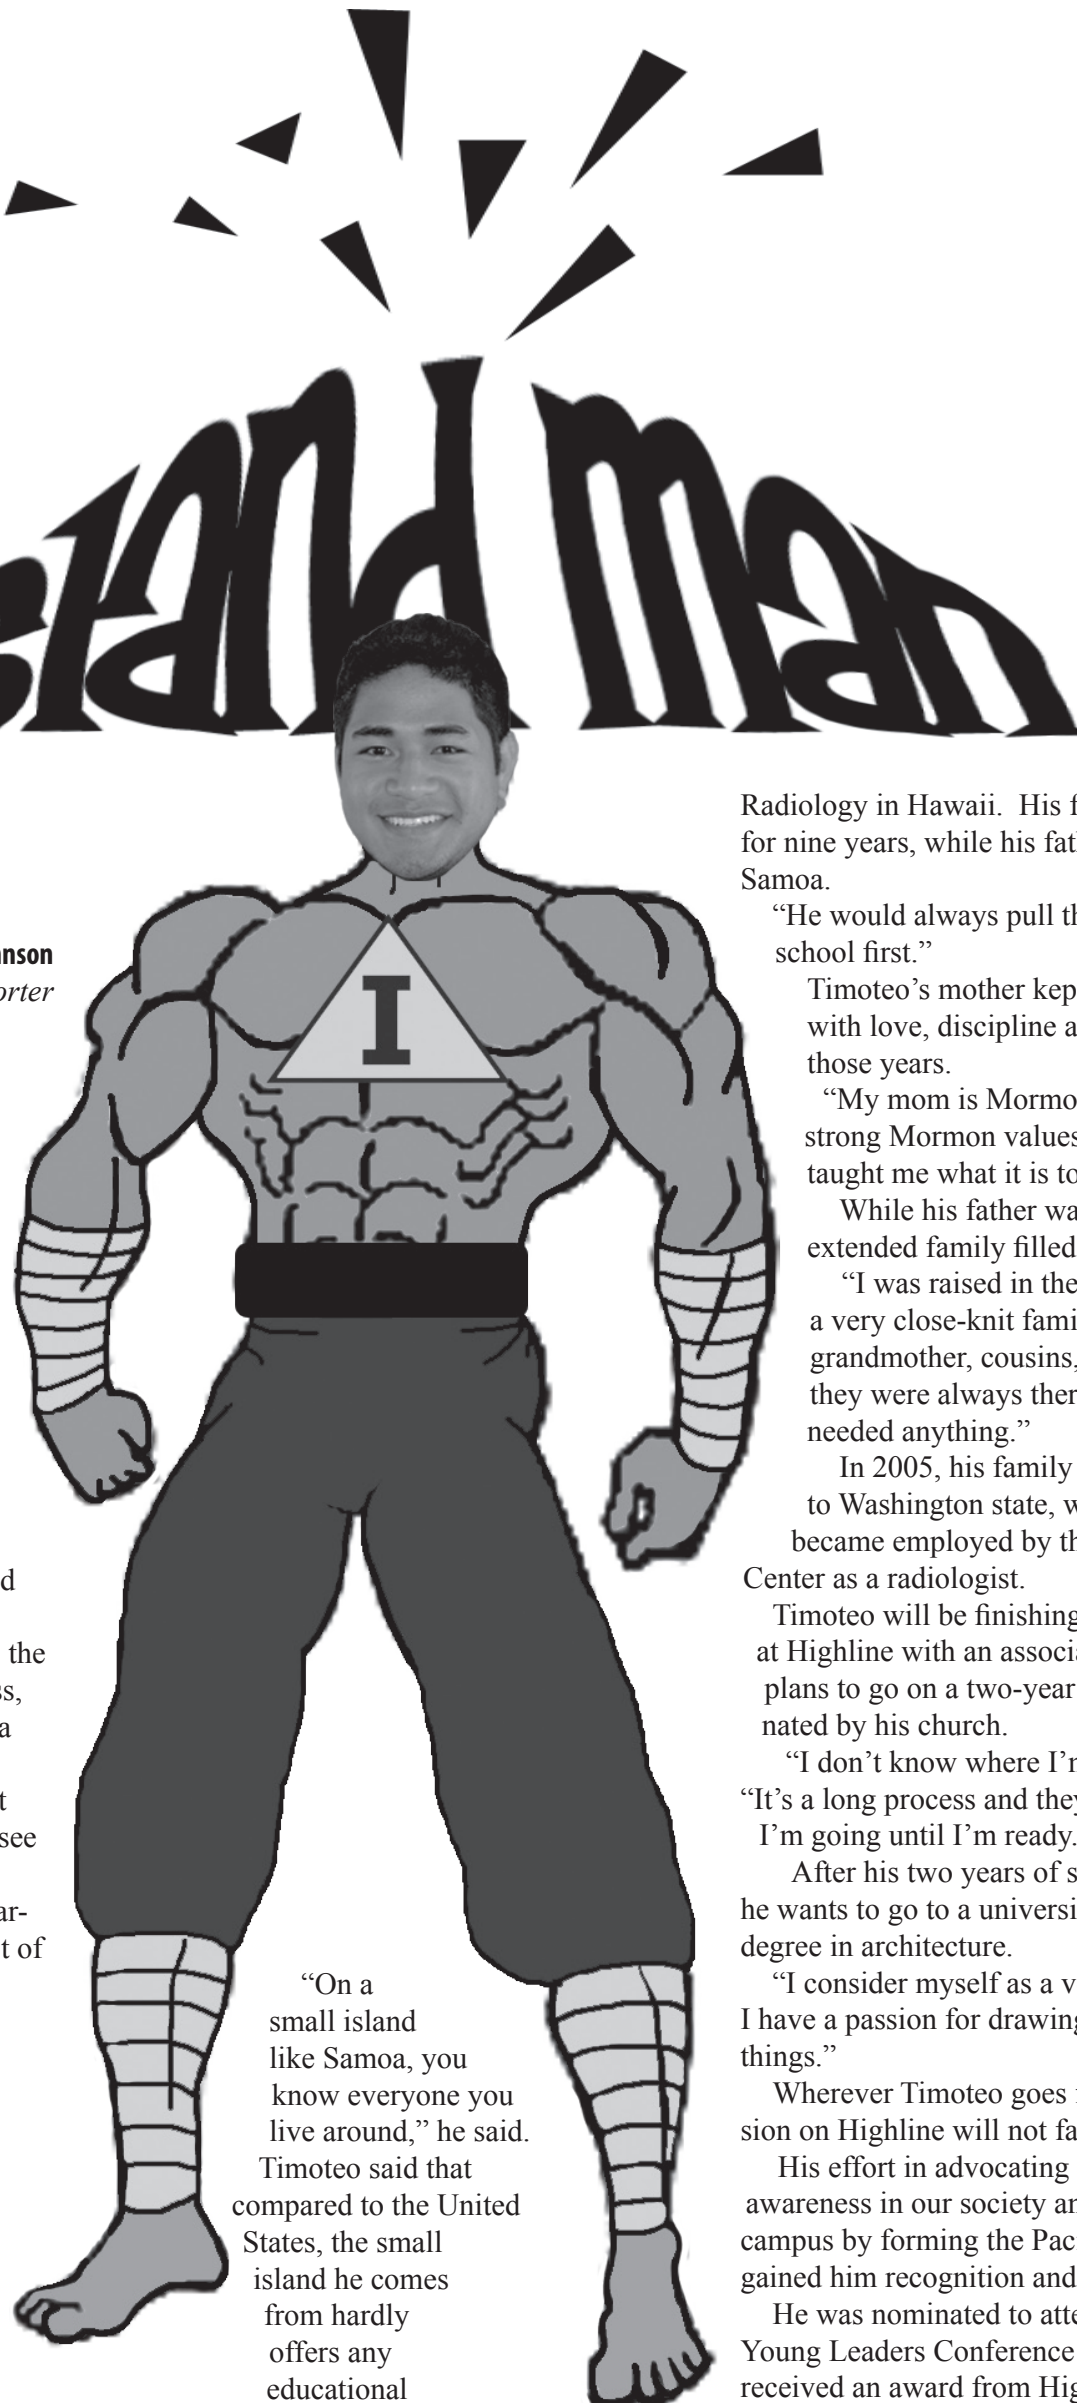 sland man
nson
orter
I
d
the
ss,
a
t
see
ar-
t of
“On a
small island
like Samoa, you
know everyone you
live around,” he said.
Timoteo said that
compared to the United
States, the small
island he comes
from hardly
offers any
educational
Radiology in Hawaii. His f
for nine years, while his fat
Samoa.
“He would always pull th
school first.”
Timoteo’s mother kep
with love, discipline a
those years.
“My mom is Mormo
strong Mormon values
taught me what it is to
While his father wa
extended family filled
“I was raised in the
a very close-knit fami
grandmother, cousins,
they were always ther
needed anything.”
In 2005, his family
to Washington state, w
became employed by th
Center as a radiologist.
Timoteo will be finishing
at Highline with an associa
plans to go on a two-year
nated by his church.
“I don’t know where I’m
“It’s a long process and they
I’m going until I’m ready.
After his two years of s
he wants to go to a universi
degree in architecture.
“I consider myself as a v
I have a passion for drawing
things.”
Wherever Timoteo goes
sion on Highline will not fa
His effort in advocating
awareness in our society an
campus by forming the Paci
gained him recognition and
He was nominated to atte
Young Leaders Conference
received an award from Hig